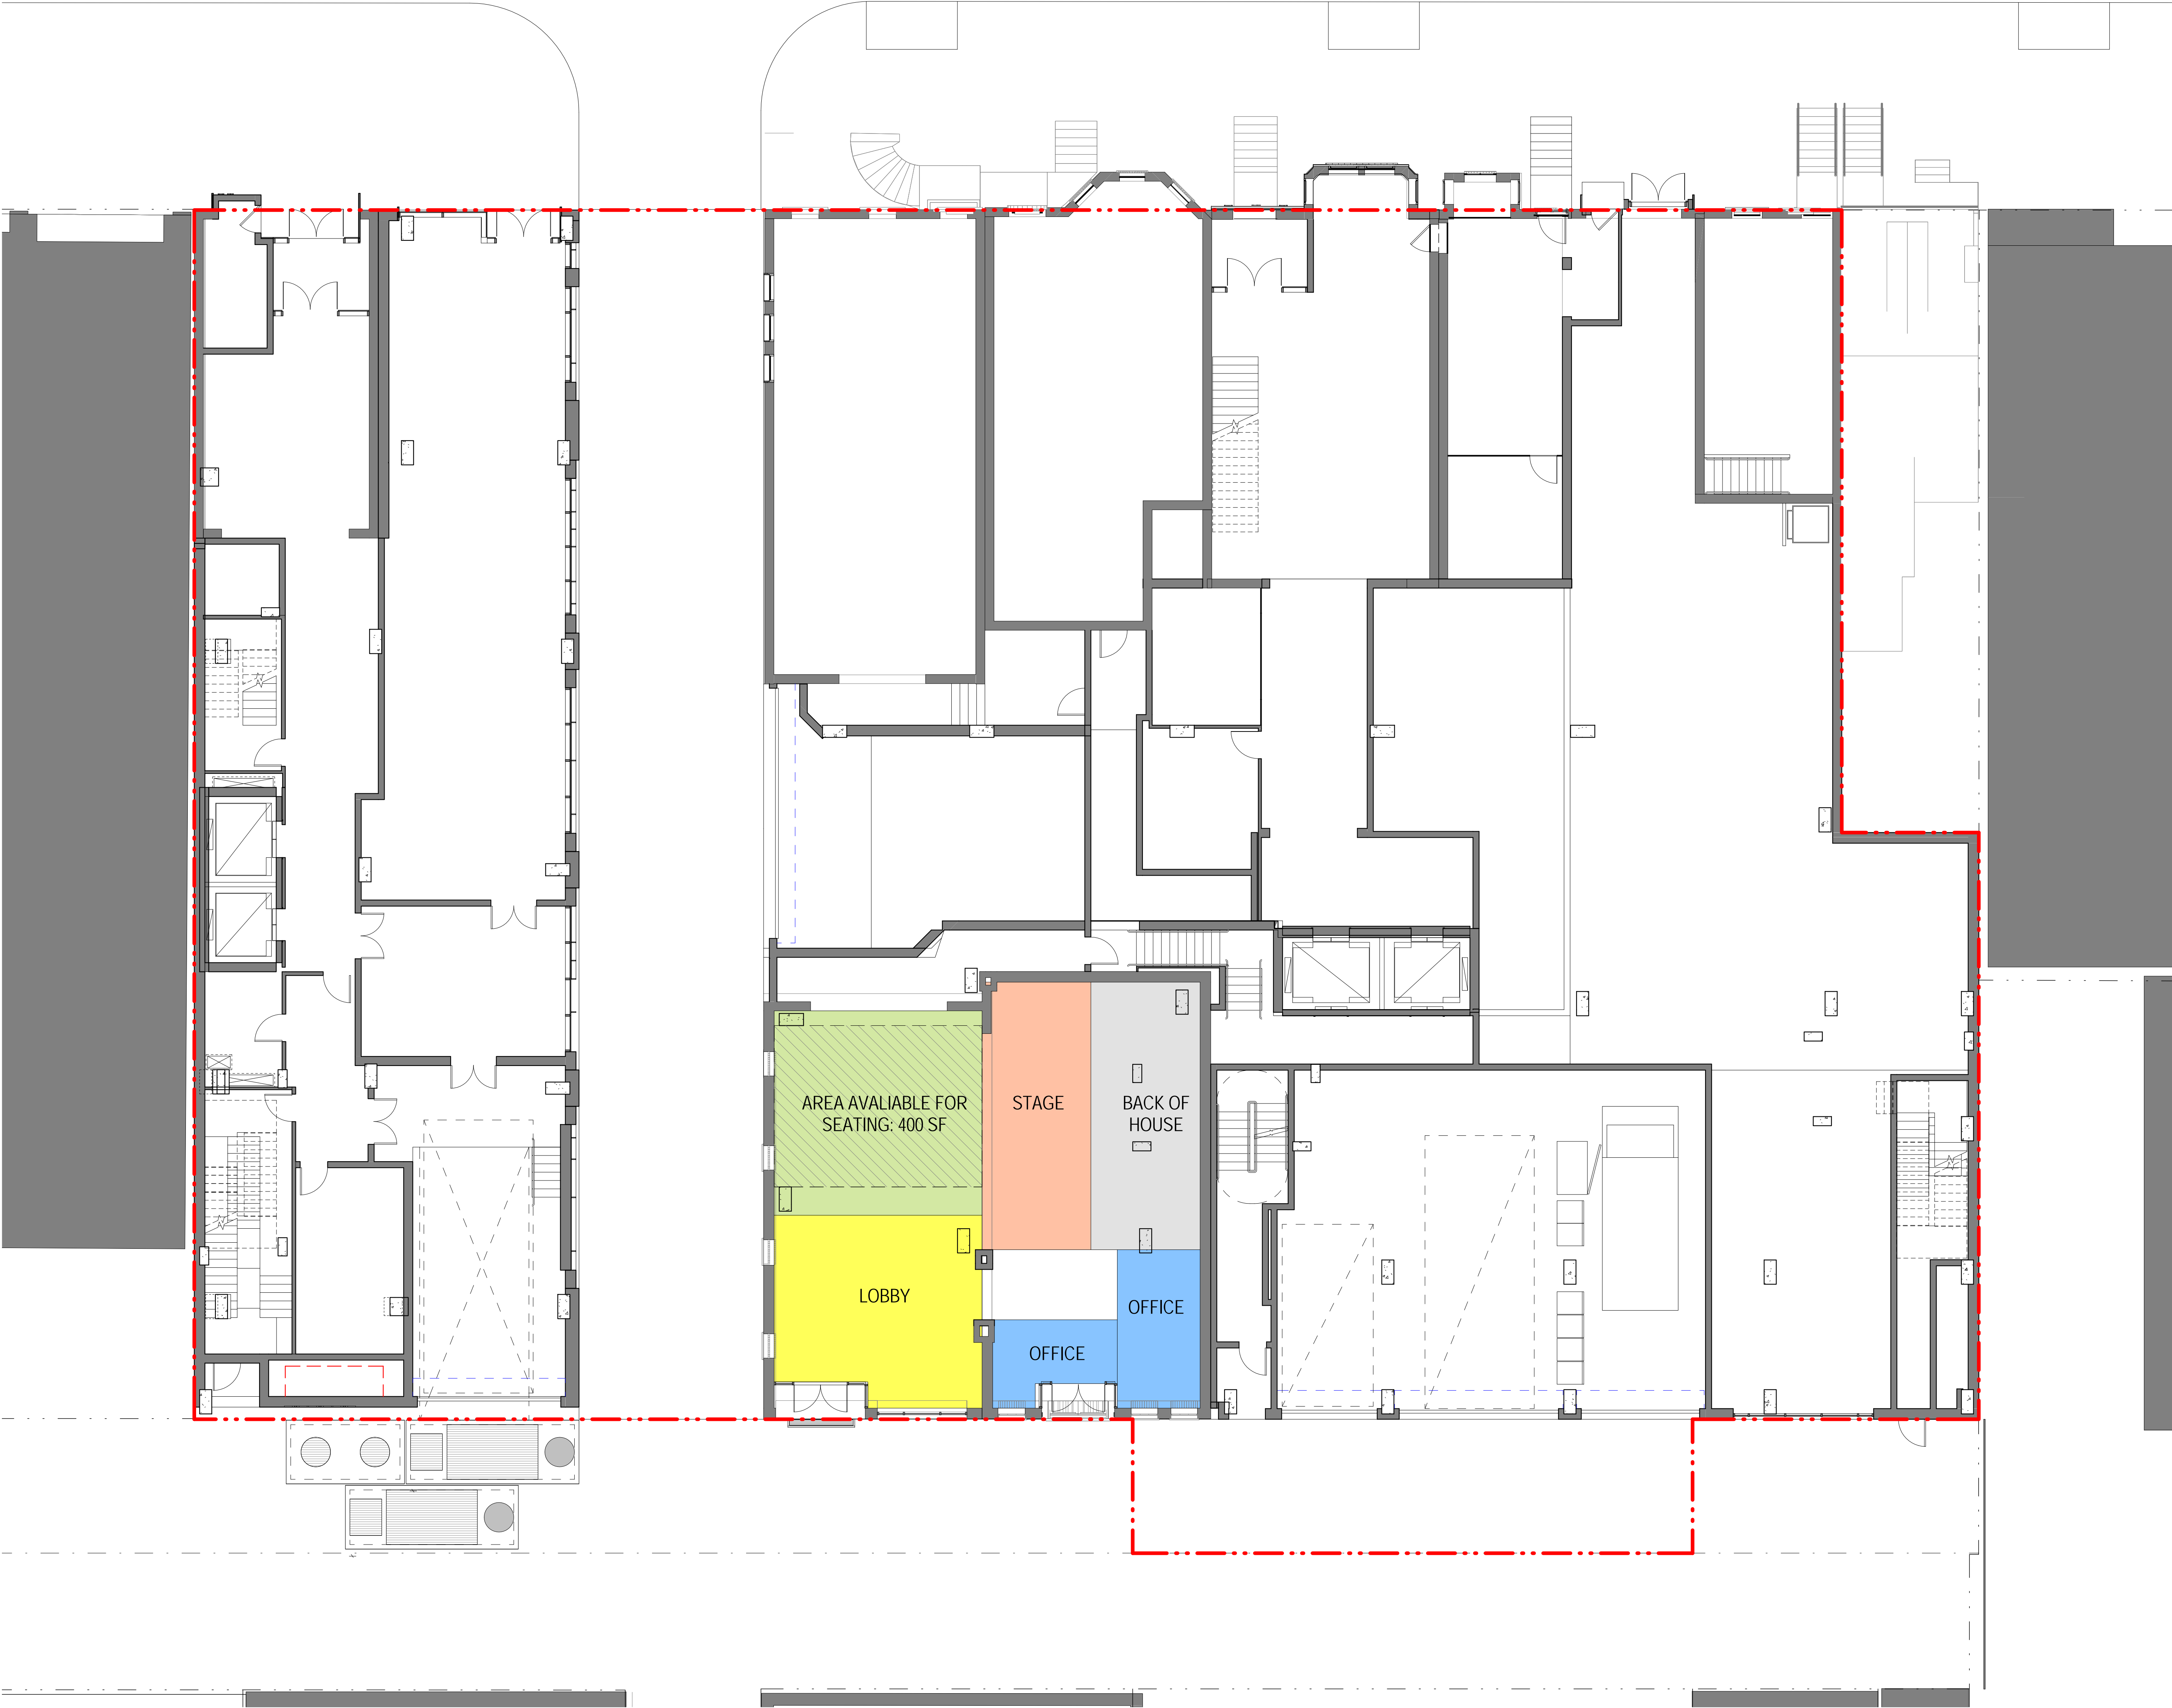 AREA AVALIABLE FOR
SEATING: 400 SF
STAGE
BACK OF
HOUSE
LOBBY
OFFICE
OFFICE